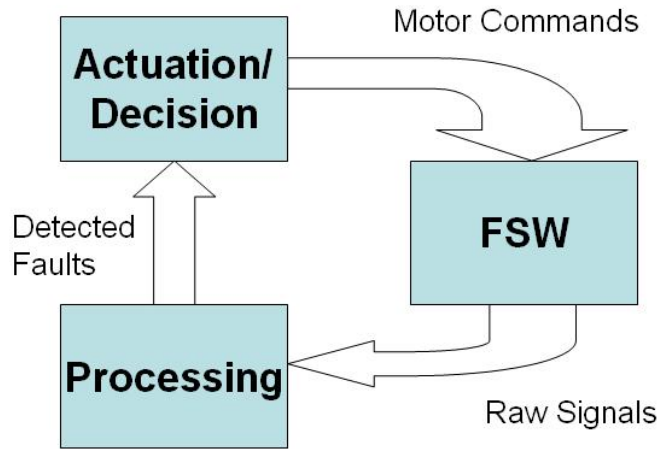 Motor Commands
Actuation/
Decision
FSW
Detected
Faults
Processing
Raw Signals